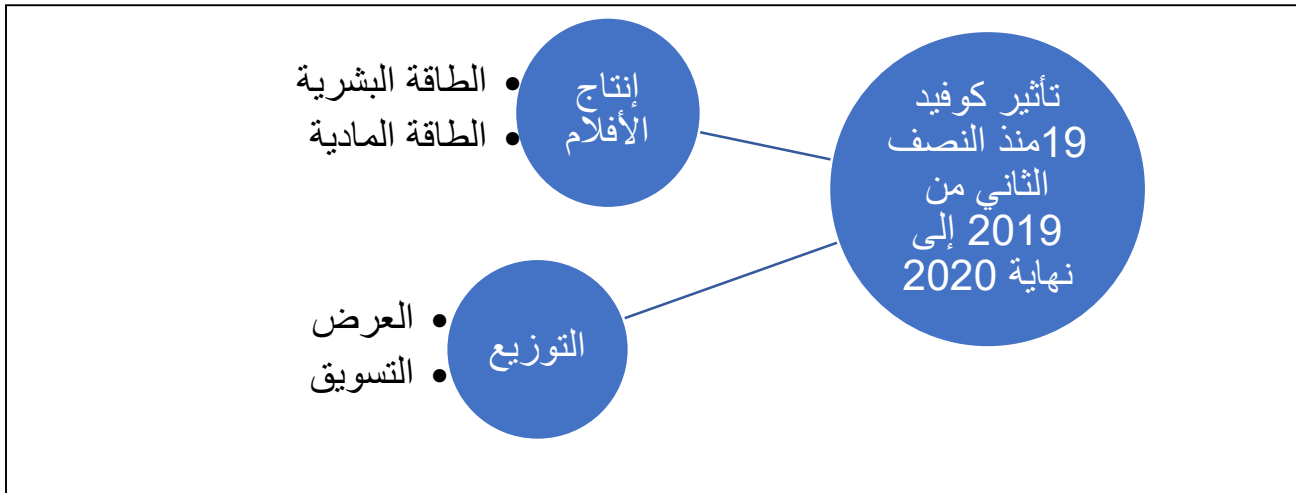 تأثير كوفيد
19منذ النصف
الثاني من
2019 إلى
نهاية 2020
إنتاج
الأفلام
• الطاقة البشرية
• الطاقة المادية
التوزيع
• العرض
• التسويق